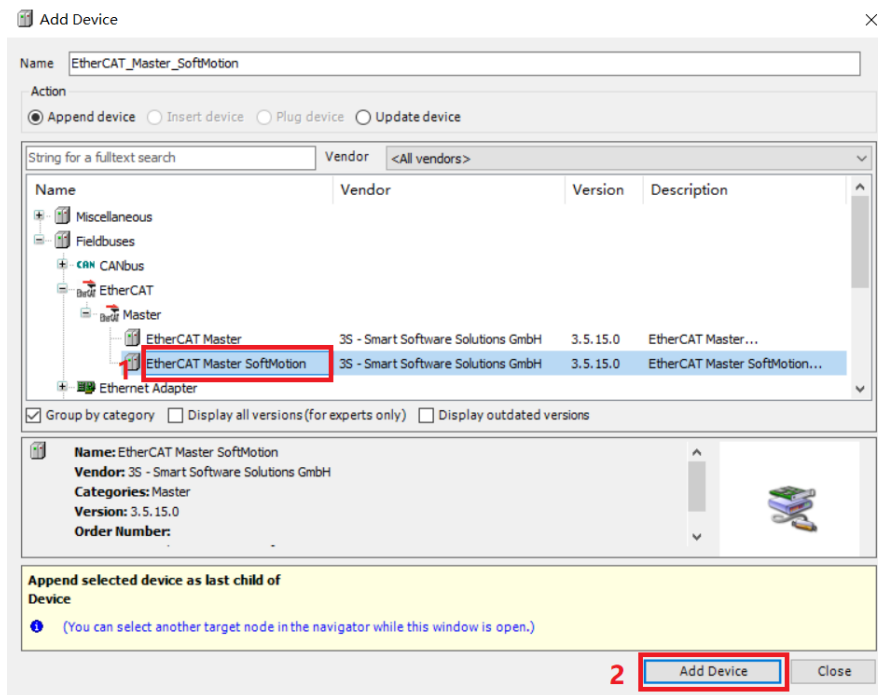 Add Device
Name EtherCAT_Master_SoftMotion
Action
Append device Insert device Plug device Update device
String for a fulltext search Vendor <All vendors>
Name Vendor Version Description
Miscellaneous
Fieldbuses
CAN CANbus
EtherCAT EtherCAT
EtherCAT Master
EtherCAT Master 3S - Smart Software Solutions GmbH 3.5.15.0 EtherCAT Master...
1 EtherCAT Master SoftMotion 3S - Smart Software Solutions GmbH 3.5.15.0 EtherCAT Master SoftMotion...
Ethernet Adapter
Group by category Display all versions(for experts only) Display outdated versions
Name: EtherCAT Master SoftMotion
Vendor: 3S - Smart Software Solutions GmbH
Categories: Master
Version: 3.5.15.0
Order Number:
Append selected device as last child of
Device
(You can select another target node in the navigator while this window is open.)
2 Add Device Close